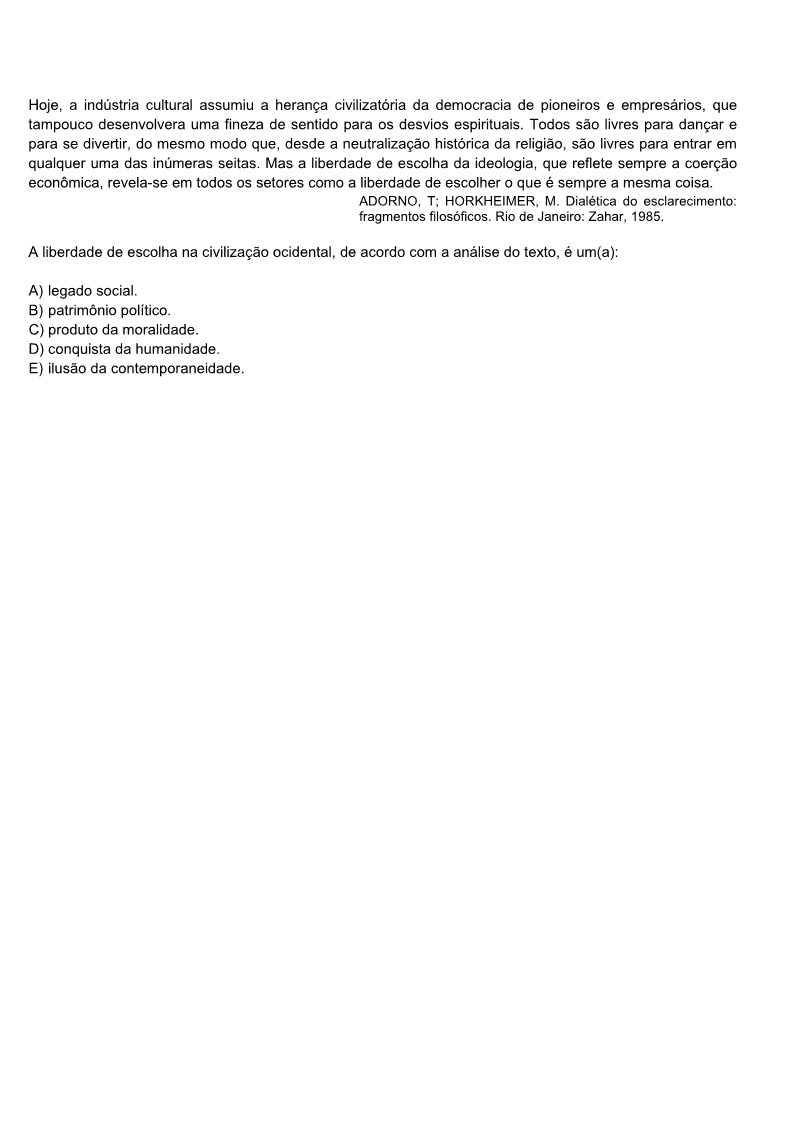 Hoje, a indústria cultural assumiu a herança civilizatória da democracia de pioneiros e empresários, que
tampouco desenvolvera uma fineza de sentido para os desvios espirituais. Todos são livres para dançar e
para se divertir, do mesmo modo que, desde a neutralização histórica da religião, são livres para entrar em
qualquer uma das inúmeras seitas. Mas a liberdade de escolha da ideologia, que reflete sempre a coerção
econômica, revela-se em todos os setores como a liberdade de escolher o que é sempre a mesma coisa.
ADORNO, T; HORKHEIMER, M. Dialética do esclarecimento:
fragmentos filosóficos. Rio de Janeiro: Zahar, 1985.
A liberdade de escolha na civilização ocidental, de acordo com a análise do texto, é um(a):
A) legado social.
B) patrimônio político.
C) produto da moralidade.
D) conquista da humanidade.
E) ilusão da contemporaneidade.